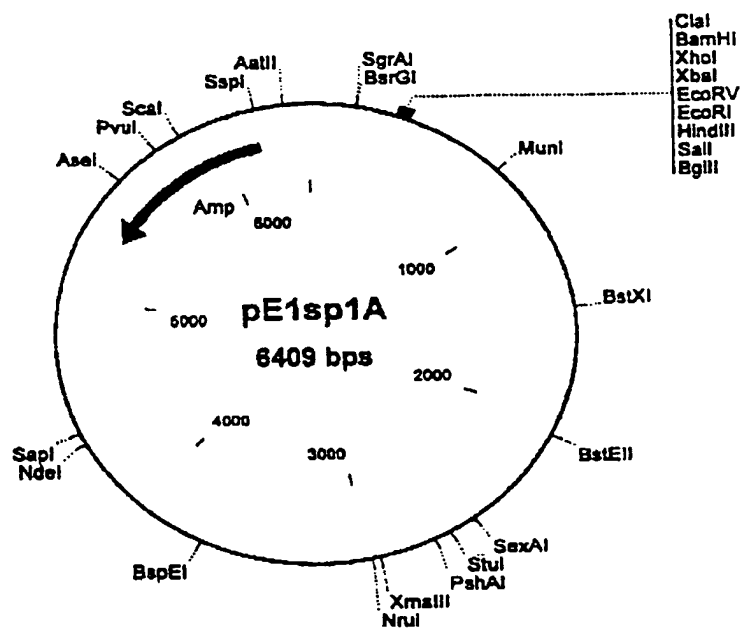 ClaI
BamHI
XhoI
XbaI
EcoRV
EcoRI
HindIII
SalI
BglII
AatII
SspI
SgrAI
BsrGI
ScaI
PvuI
AseI
MunI
Amp
6000
1000
BstXI
5000
pE1sp1A
6409 bps
2000
4000
3000
SapI
NdeI
BstEII
BspEI
SexAI
StuI
PshAI
XmaIII
NruI